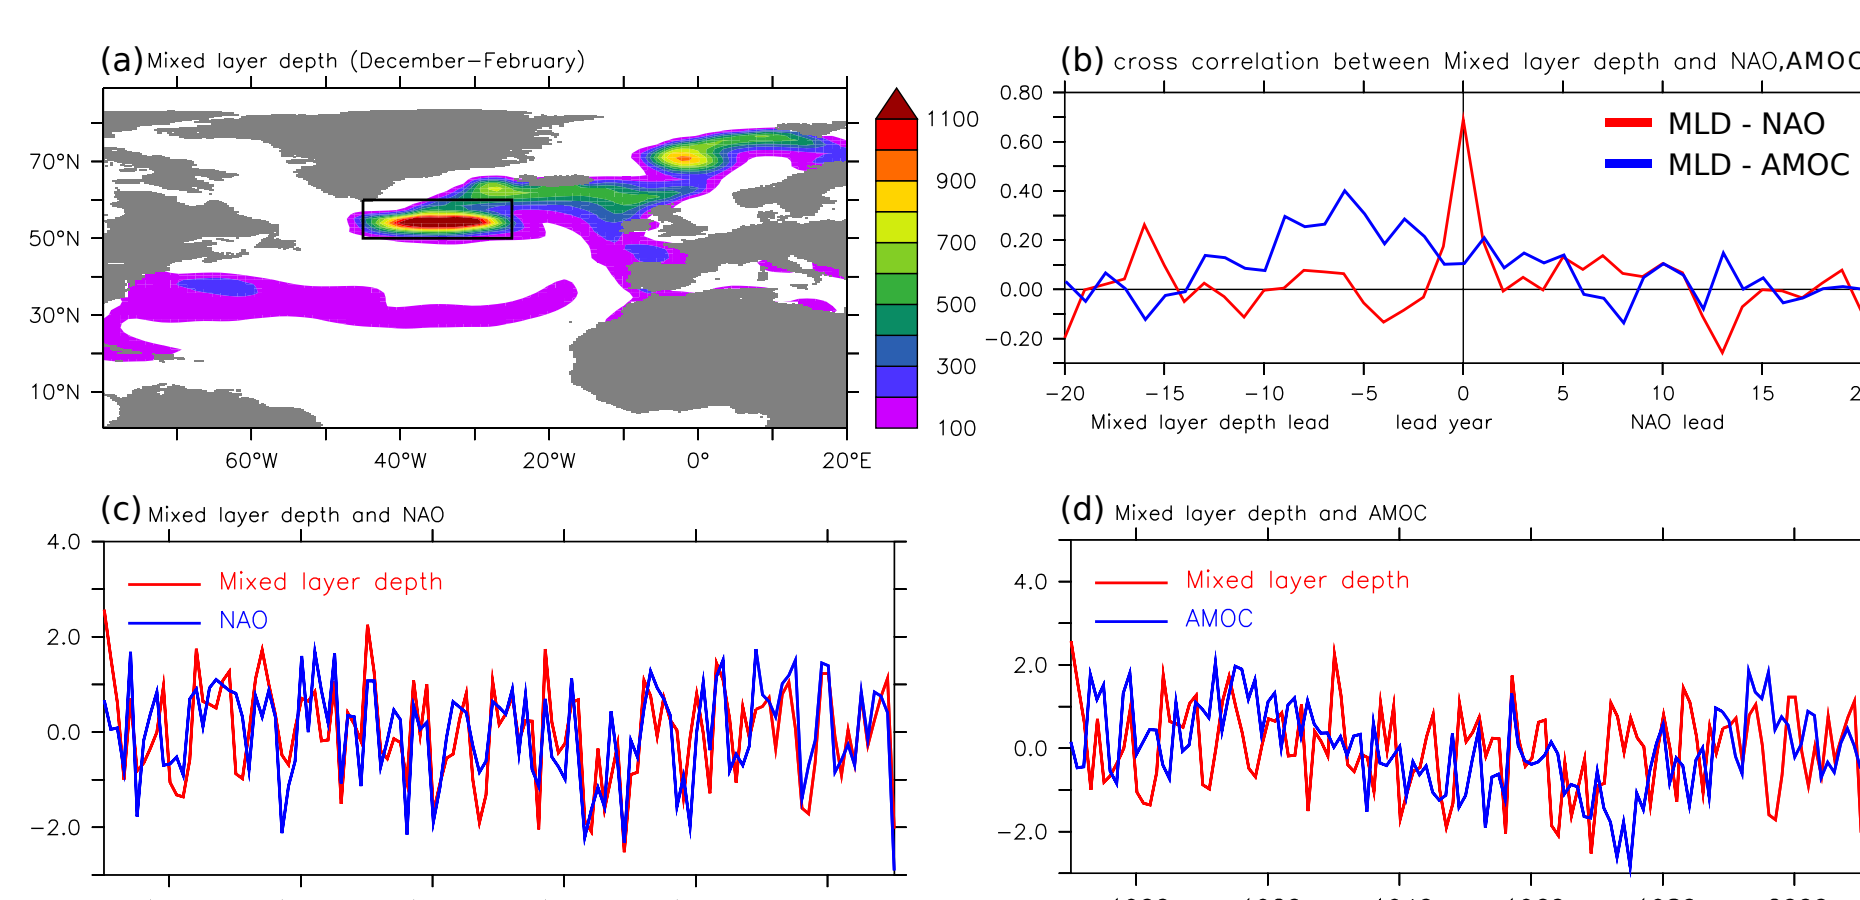 (a) Mixed layer depth (December–February)
70°N
50°N
30°N
10°N
60°W 40°W 20°W 0° 20°E
1100
900
700
500
300
100
(b) cross correlation between Mixed layer depth and NAO,AMOC
0.80
0.60
0.40
0.20
0.00
−0.20
MLD - NAO
MLD - AMOC
−20 −15 −10 −5 0 5 10 15
Mixed layer depth lead lead year NAO lead
(c) Mixed layer depth and NAO
4.0
2.0
0.0
−2.0
Mixed layer depth
NAO
(d) Mixed layer depth and AMOC
4.0
2.0
0.0
−2.0
Mixed layer depth
AMOC